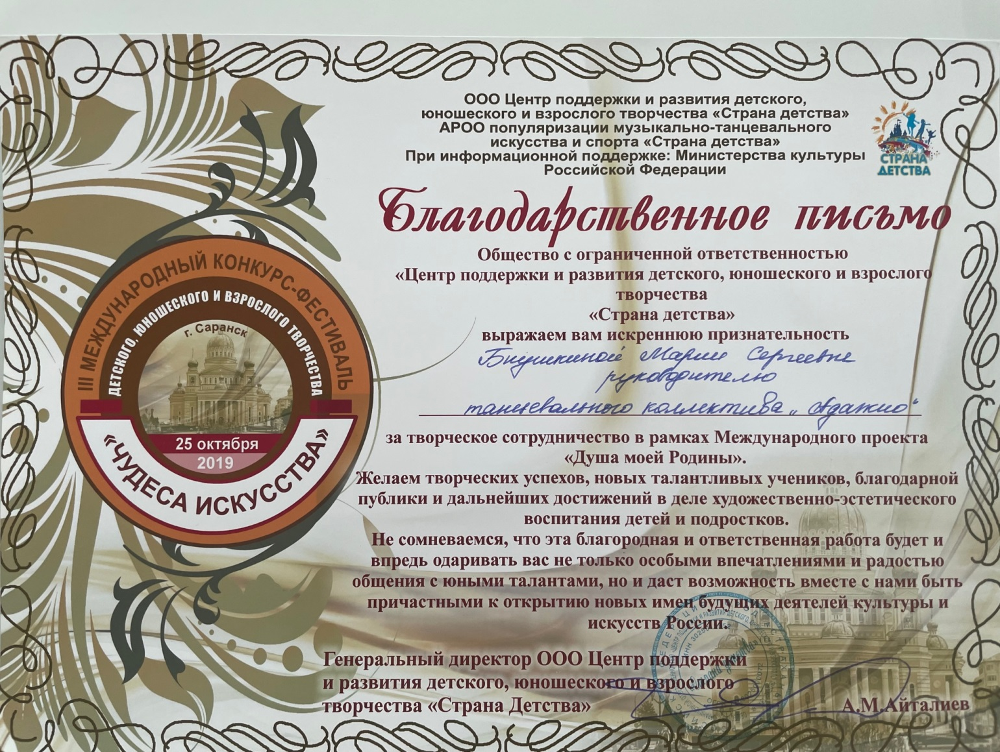 ООО Центр поддержки и развития детского,
юношеского и взрослого творчества «Страна детства»
АРОО популяризации музыкально-танцевального
искусства и спорта «Страна детства»
При информационной поддержке: Министерства культуры
Российской Федерации
СТРАНА
ДЕТСТВА
Благодарственное письмо
Общество с ограниченной ответственностью
«Центр поддержки и развития детского, юношеского и взрослого
творчества
«Страна детства»
выражаем вам искреннюю признательность
Марии Сергеевне
руководителю
танцевального коллектива „Адажио"
за творческое сотрудничество в рамках Международного проекта
«Душа моей Родины».
Желаем творческих успехов, новых талантливых учеников, благодарной
публики и дальнейших достижений в деле художественно-эстетического
воспитания детей и подростков.
Не сомневаемся, что эта благородная и ответственная работа будет и
впредь одаривать вас не только особыми впечатлениями и радостью
общения с юными талантами, но и даст возможность вместе с нами быть
причастными к открытию новых имен будущих деятелей культуры и
искусств России.
Генеральный директор ООО Центр поддержки
и развития детского, юношеского и взрослого
творчества «Страна Детства»
А.М.Айталиев
III МЕЖДУНАРОДНЫЙ КОНКУРС-ФЕСТИВАЛЬ
ДЕТСКОГО, ЮНОШЕСКОГО И ВЗРОСЛОГО ТВОРЧЕСТВА
г. Саранск
25 октября
2019
«ЧУДЕСА ИСКУССТВА»